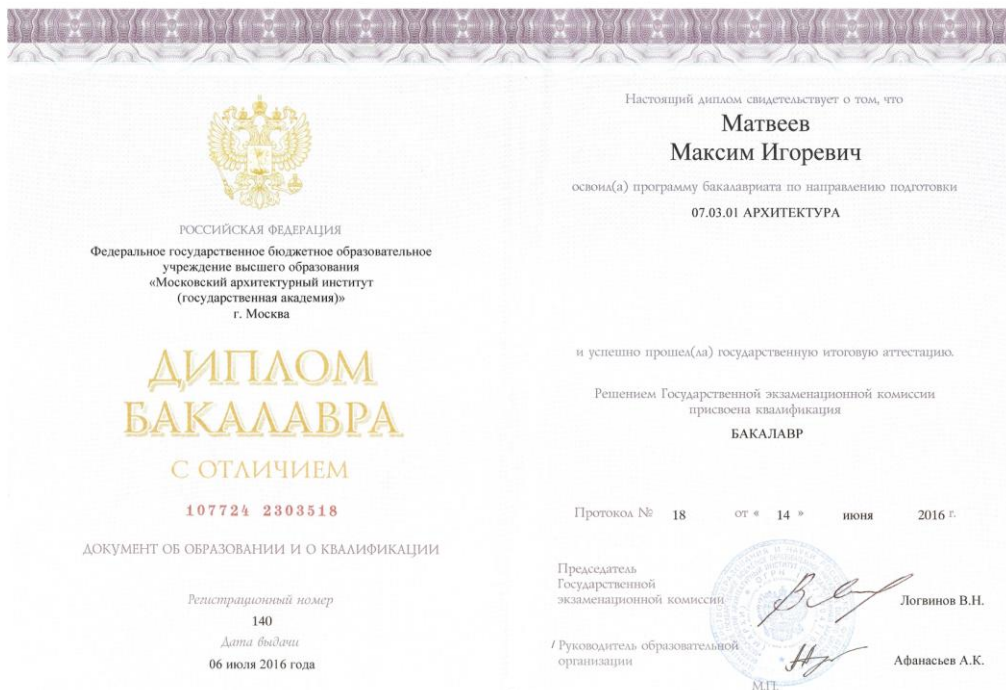 РОССИЙСКАЯ ФЕДЕРАЦИЯ
Федеральное государственное бюджетное образовательное
учреждение высшего образования
«Московский архитектурный институт
(государственная академия)»
г. Москва
ДИПЛОМ
БАКАЛАВРА
С ОТЛИЧИЕМ
107724 2303518
ДОКУМЕНТ ОБ ОБРАЗОВАНИИ И О КВАЛИФИКАЦИИ
Регистрационный номер
140
Дата выдачи
06 июля 2016 года
Настоящий диплом свидетельствует о том, что
Матвеев
Максим Игоревич
освоил(а) программу бакалавриата по направлению подготовки
07.03.01 АРХИТЕКТУРА
и успешно прошел(ла) государственную итоговую аттестацию.
Решением Государственной экзаменационной комиссии
присвоена квалификация
БАКАЛАВР
Протокол № 18 от « 14 » июня 2016 г.
Председатель
Государственной
экзаменационной комиссии
Логвинов В.Н.
/ Руководитель образовательной
организации
Афанасьев А.К.
М.П.